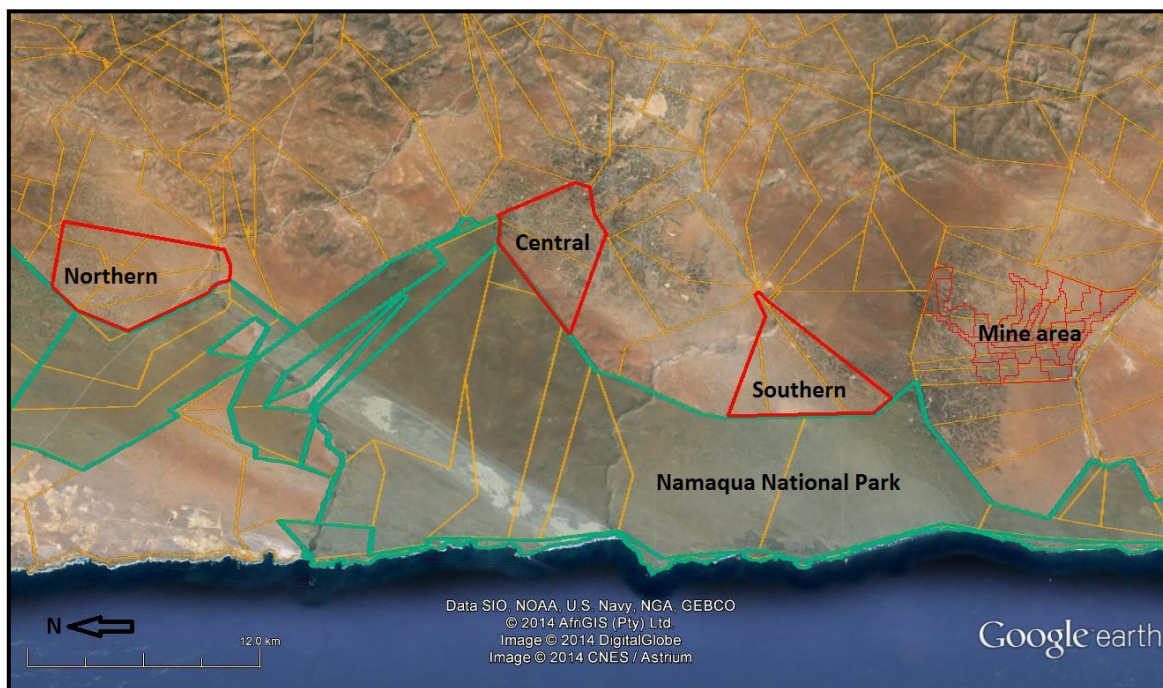 Central
Northern
Mine area
Southern
Namaqua National Park
Data SIO, NOAA, U.S. Navy, NGA, GEBCO
© 2014 AfriGIS (Pty) Ltd.
Image © 2014 DigitalGlobe
Image © 2014 CNES / Astrium
N
12.0 km
Google earth